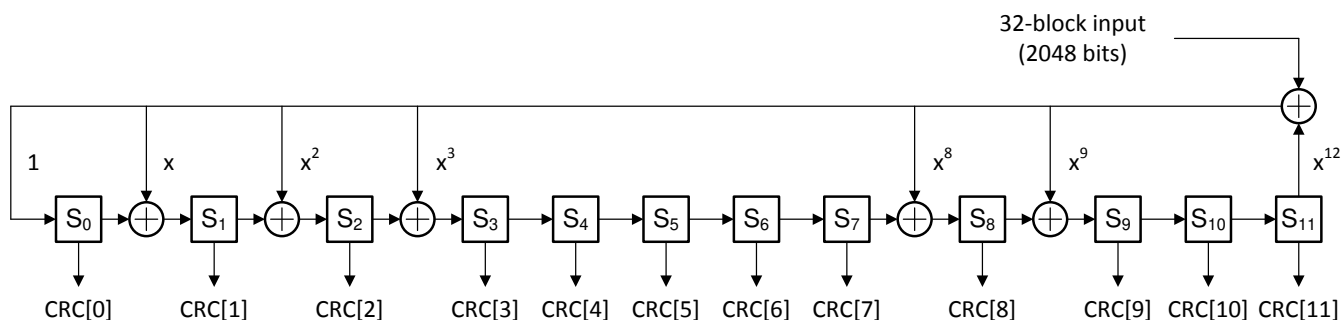 32-block input
(2048 bits)
1
x
x²
x³
x⁸
x⁹
x¹²
S₀
S₁
S₂
S₃
S₄
S₅
S₆
S₇
S₈
S₉
S₁₀
S₁₁
CRC[0]
CRC[1]
CRC[2]
CRC[3]
CRC[4]
CRC[5]
CRC[6]
CRC[7]
CRC[8]
CRC[9]
CRC[10]
CRC[11]